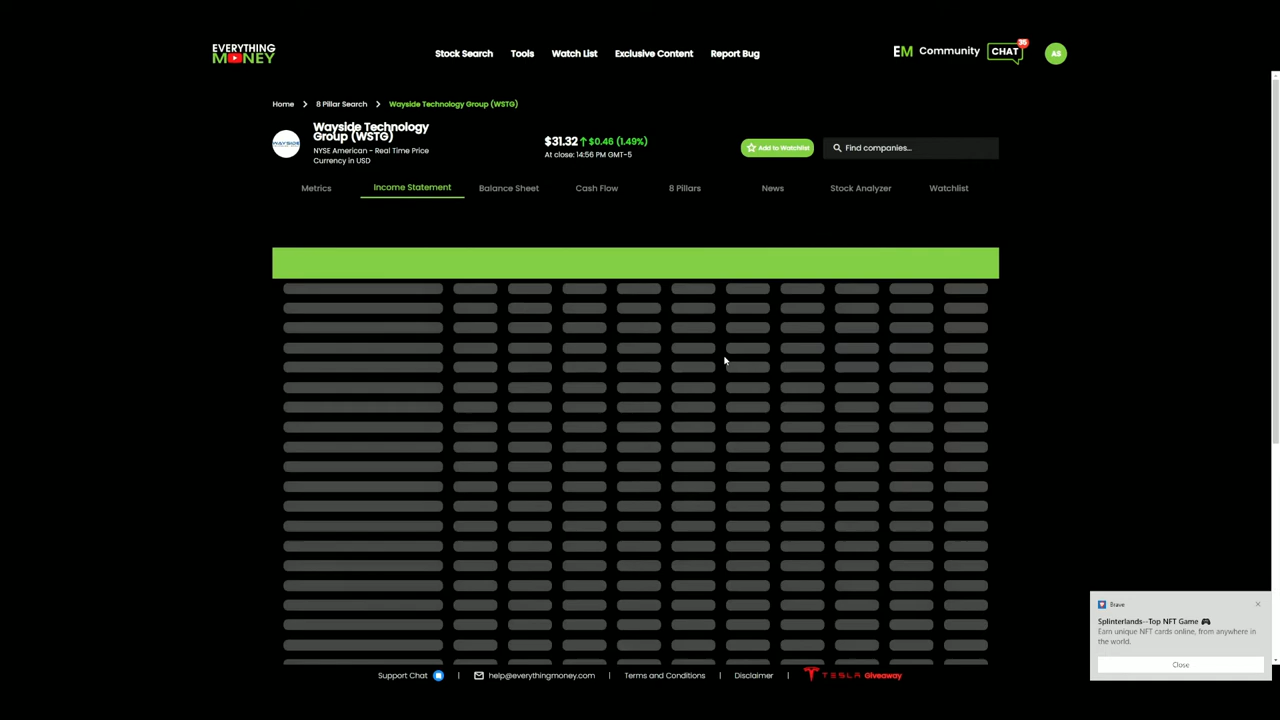 EVERYTHING
MONEY
Stock Search
Tools
Watch List
Exclusive Content
Report Bug
EM Community
CHAT
35
AS
Home
8 Pillar Search
Wayside Technology Group (WSTG)
WAYSIDE
Wayside Technology
Group (WSTG)
NYSE American - Real Time Price
Currency in USD
$31.32 ↑ $0.46 (1.49%)
At close: 14:56 PM GMT-5
Add to Watchlist
Find companies...
Metrics
Income Statement
Balance Sheet
Cash Flow
8 Pillars
News
Stock Analyzer
Watchlist
Brave
Splinterlands--Top NFT Game 🎮
Earn unique NFT cards online, from anywhere in
the world.
Close
Support Chat
help@everythingmoney.com
Terms and Conditions
Disclaimer
TESLA Giveaway